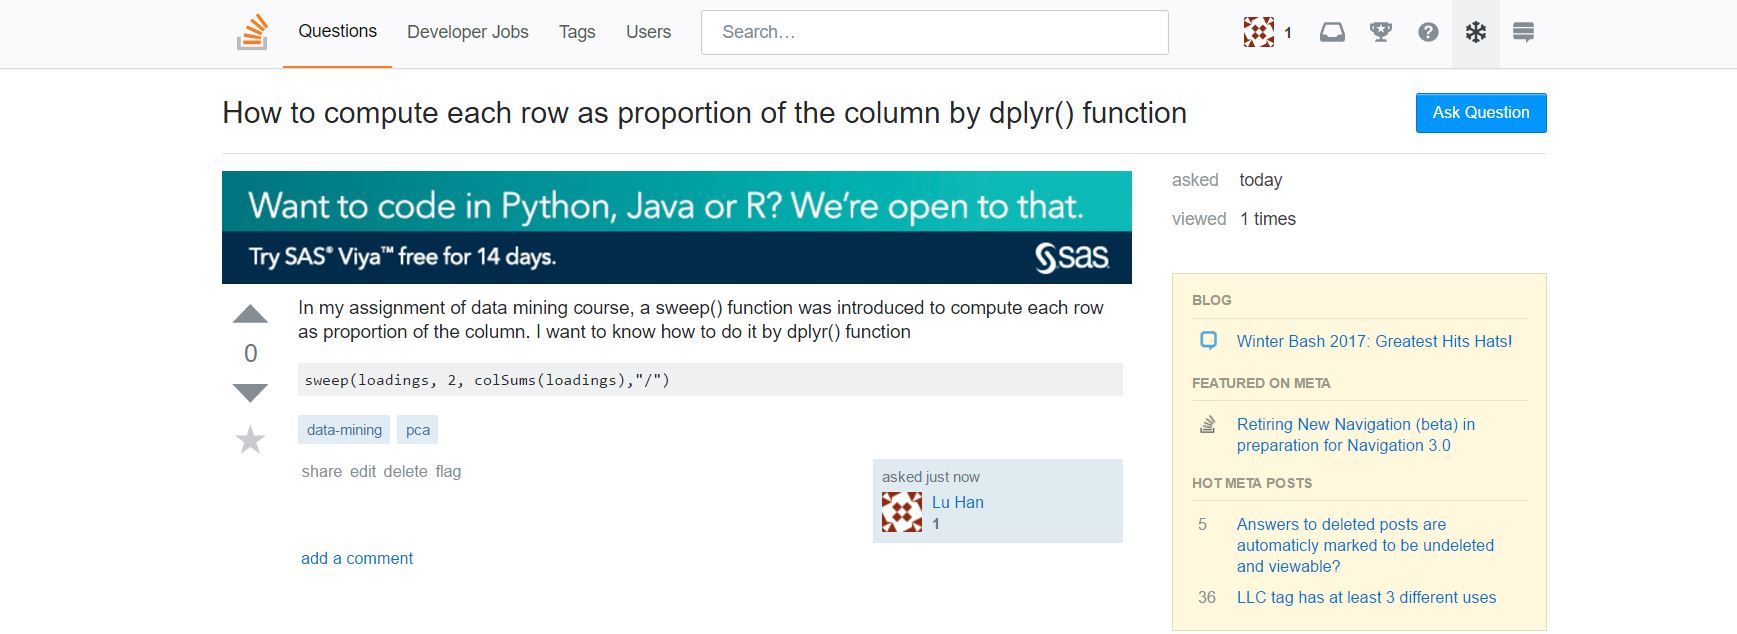 Questions Developer Jobs Tags Users Search… 1
How to compute each row as proportion of the column by dplyr() function
Ask Question
Want to code in Python, Java or R? We're open to that.
Try SAS® Viya™ free for 14 days.
sas
asked today
viewed 1 times
In my assignment of data mining course, a sweep() function was introduced to compute each row
as proportion of the column. I want to know how to do it by dplyr() function
0
sweep(loadings, 2, colSums(loadings),"/")
data-mining pca
share edit delete flag
asked just now
Lu Han
1
add a comment
BLOG
Winter Bash 2017: Greatest Hits Hats!
FEATURED ON META
Retiring New Navigation (beta) in
preparation for Navigation 3.0
HOT META POSTS
5 Answers to deleted posts are
automaticly marked to be undeleted
and viewable?
36 LLC tag has at least 3 different uses